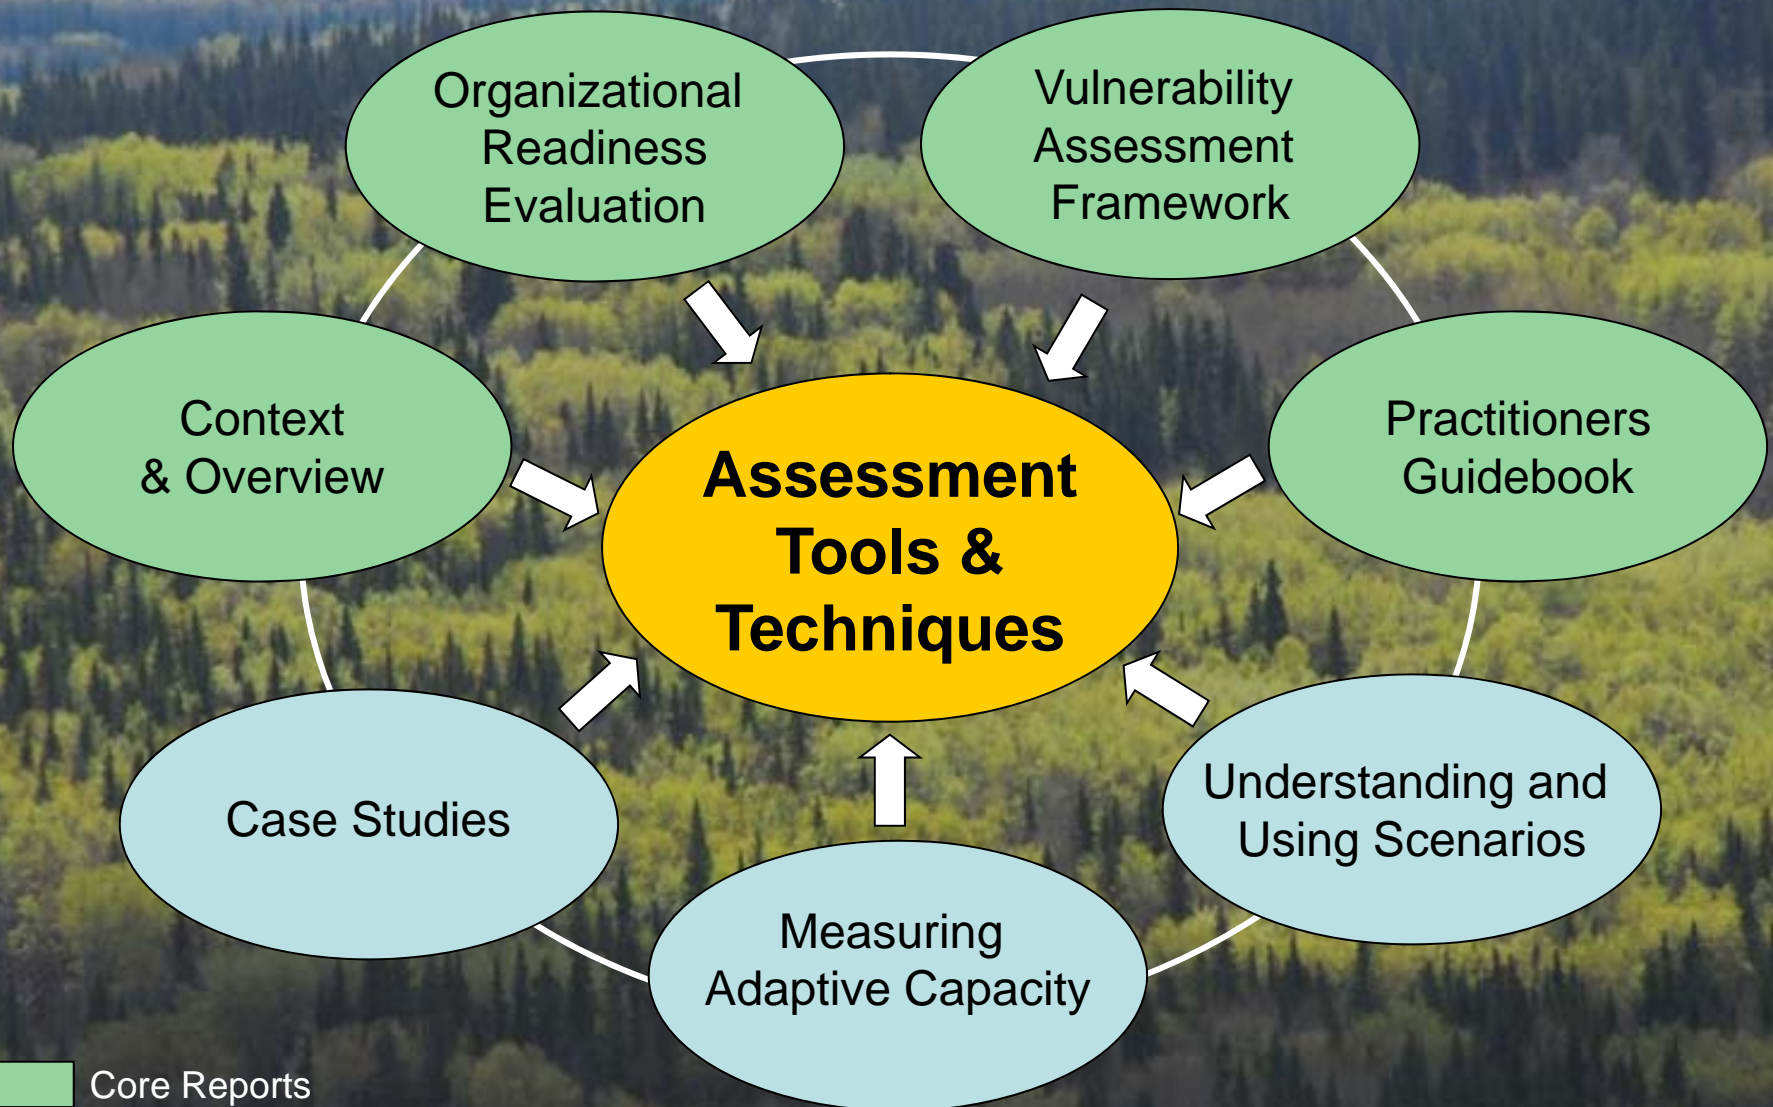 Organizational
Readiness
Evaluation
Vulnerability
Assessment
Framework
Context
& Overview
Practitioners
Guidebook
Assessment
Tools &
Techniques
Case Studies
Understanding and
Using Scenarios
Measuring
Adaptive Capacity
Core Reports